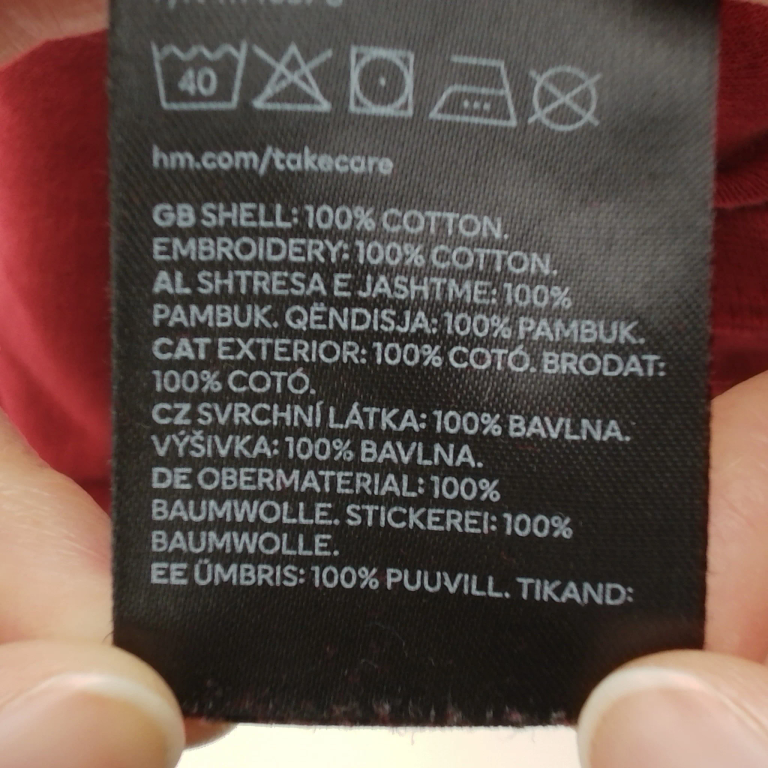 40
hm.com/takecare
GB SHELL: 100% COTTON.
EMBROIDERY: 100% COTTON.
AL SHTRESA E JASHTME: 100%
PAMBUK. QËNDISJA: 100% PAMBUK.
CAT EXTERIOR: 100% COTÓ. BRODAT:
100% COTÓ.
CZ SVRCHNÍ LÁTKA: 100% BAVLNA.
VÝŠIVKA: 100% BAVLNA.
DE OBERMATERIAL: 100%
BAUMWOLLE. STICKEREI: 100%
BAUMWOLLE.
EE ÜMBRIS: 100% PUUVILL. TIKAND: